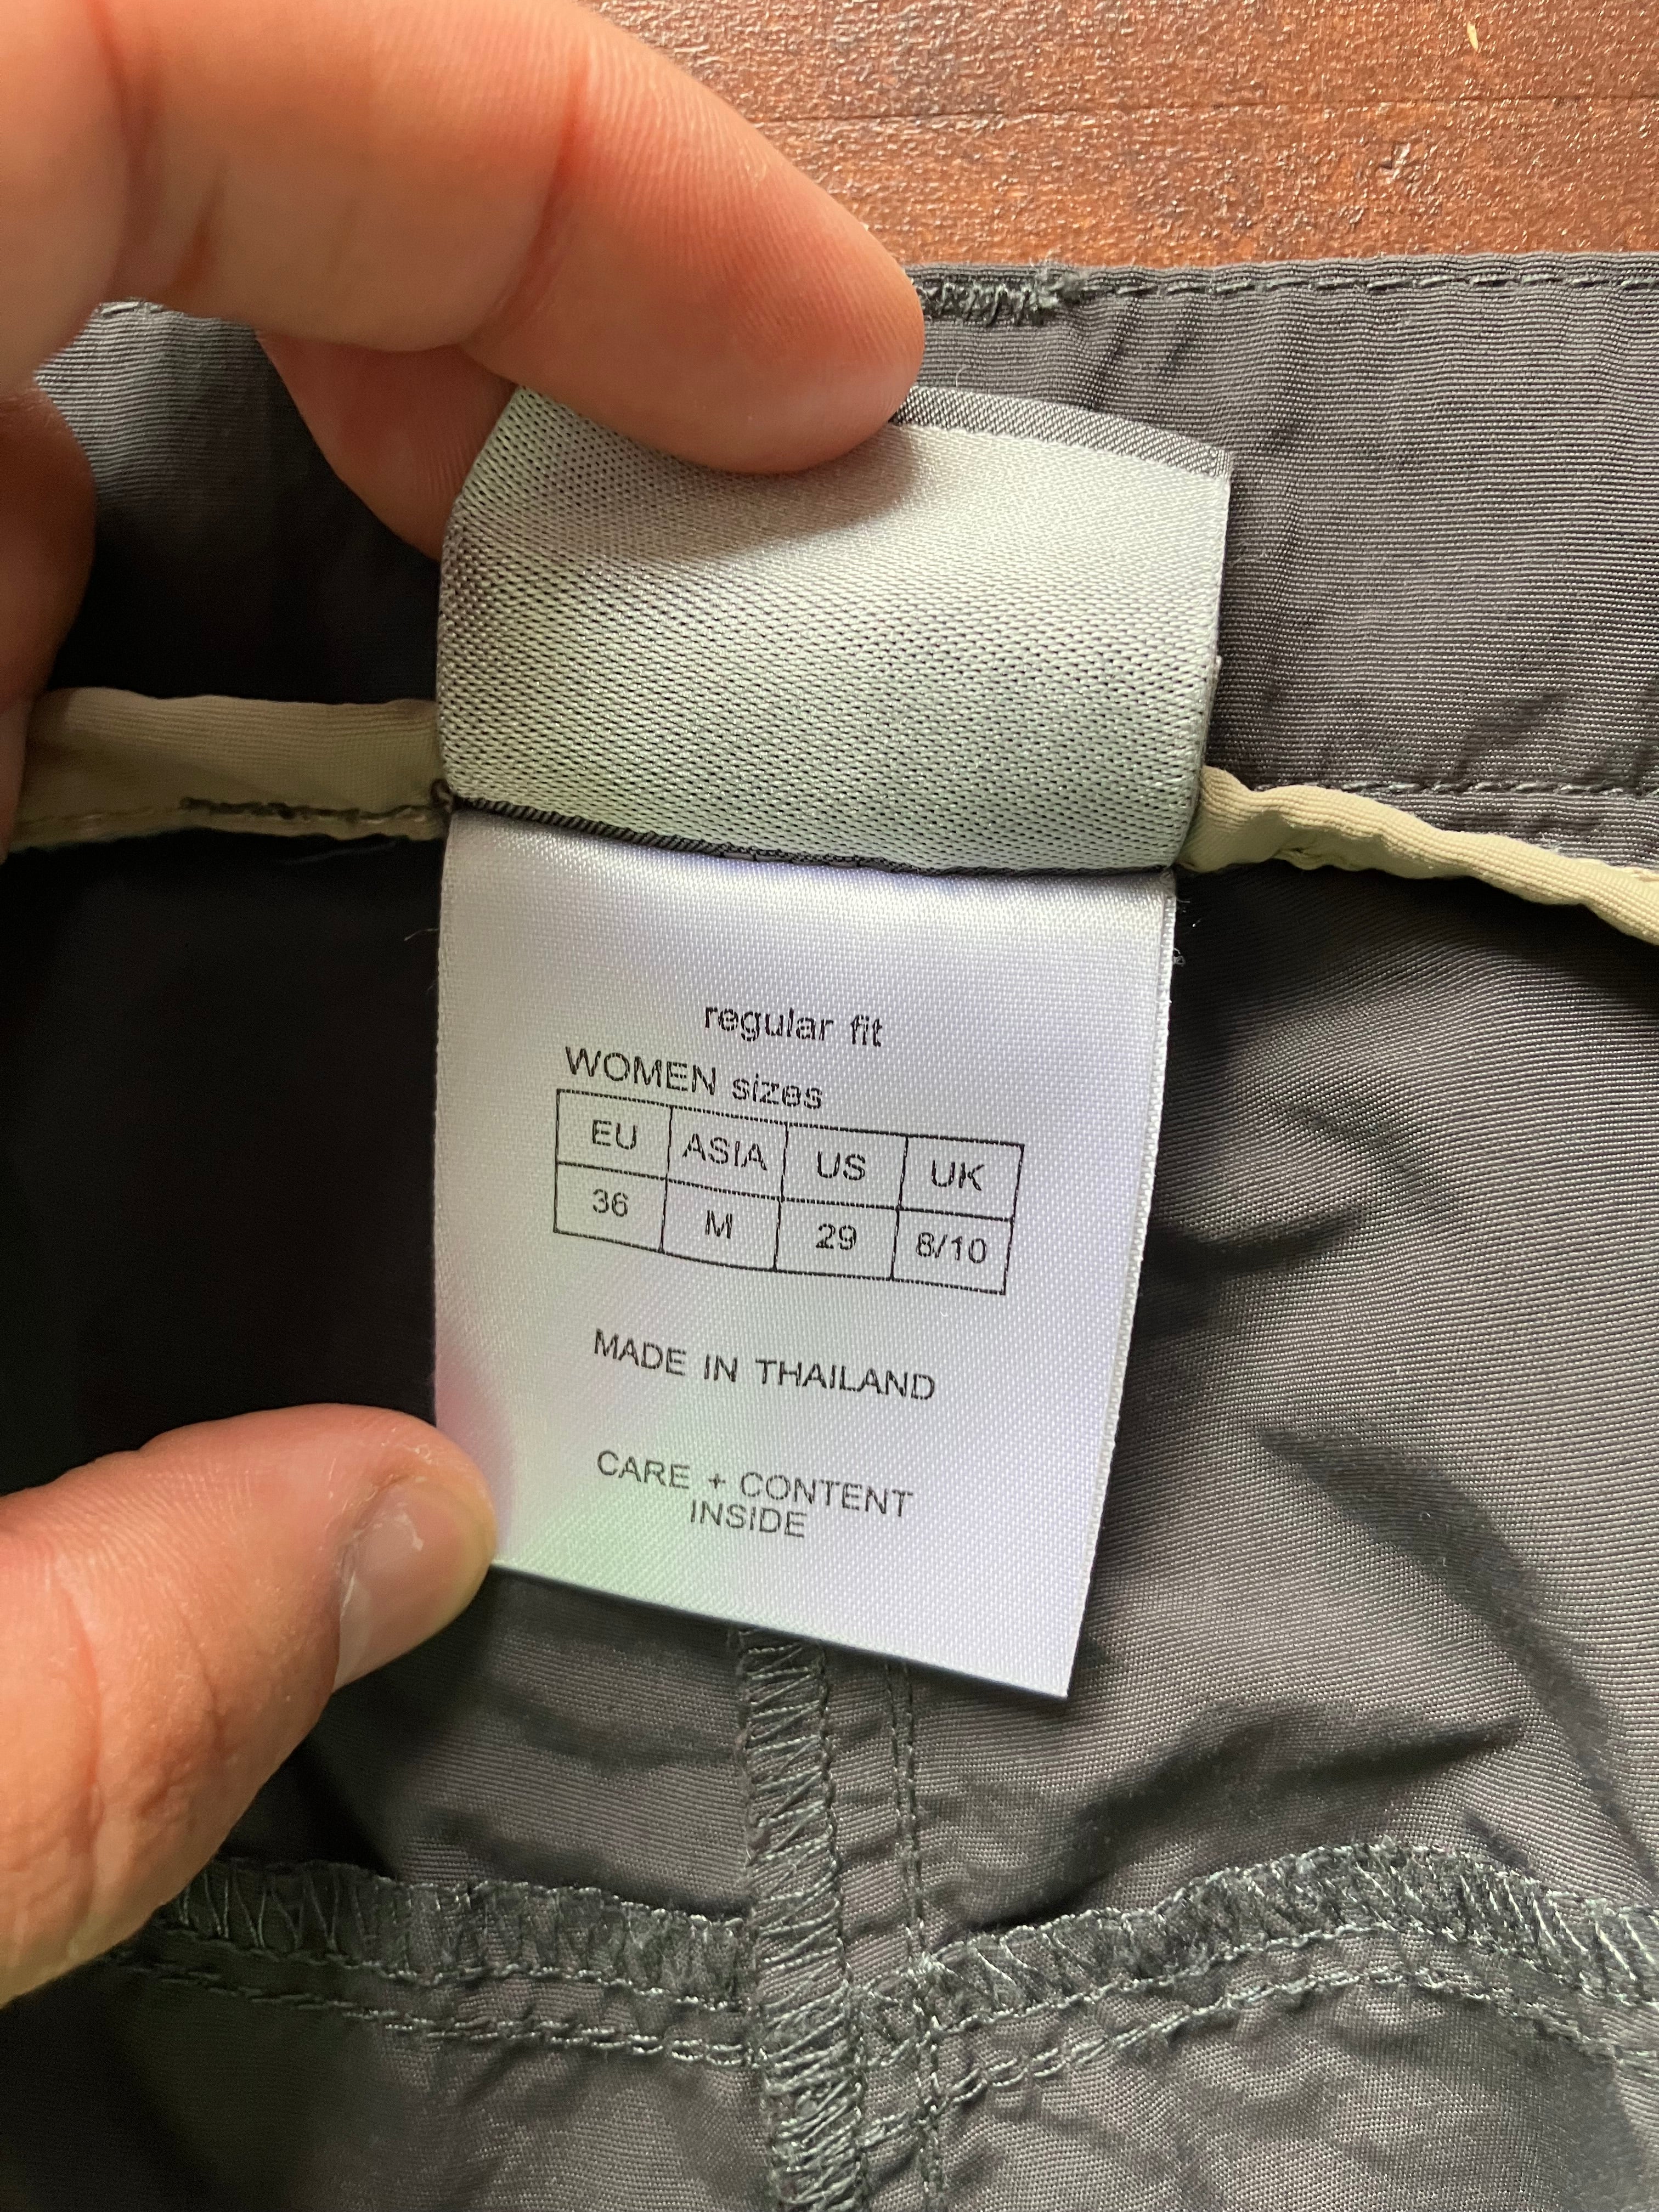 regular fit
WOMEN sizes
EU ASIA US UK
36 M 29 8/10
MADE IN THAILAND
CARE + CONTENT
INSIDE